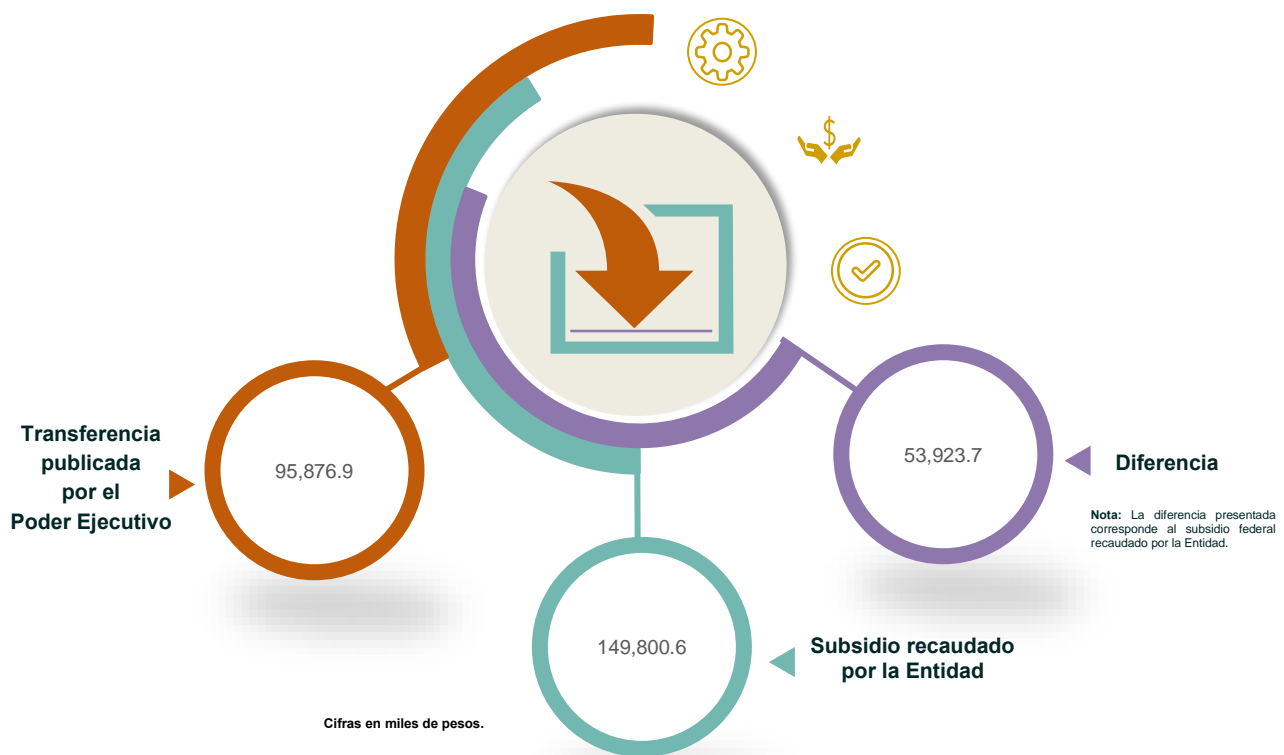 Transferencia
publicada
por el
Poder Ejecutivo
95,876.9
149,800.6
Subsidio recaudado
por la Entidad
53,923.7
Diferencia
Nota: La diferencia presentada
corresponde al subsidio federal
recaudado por la Entidad.
Cifras en miles de pesos.
$